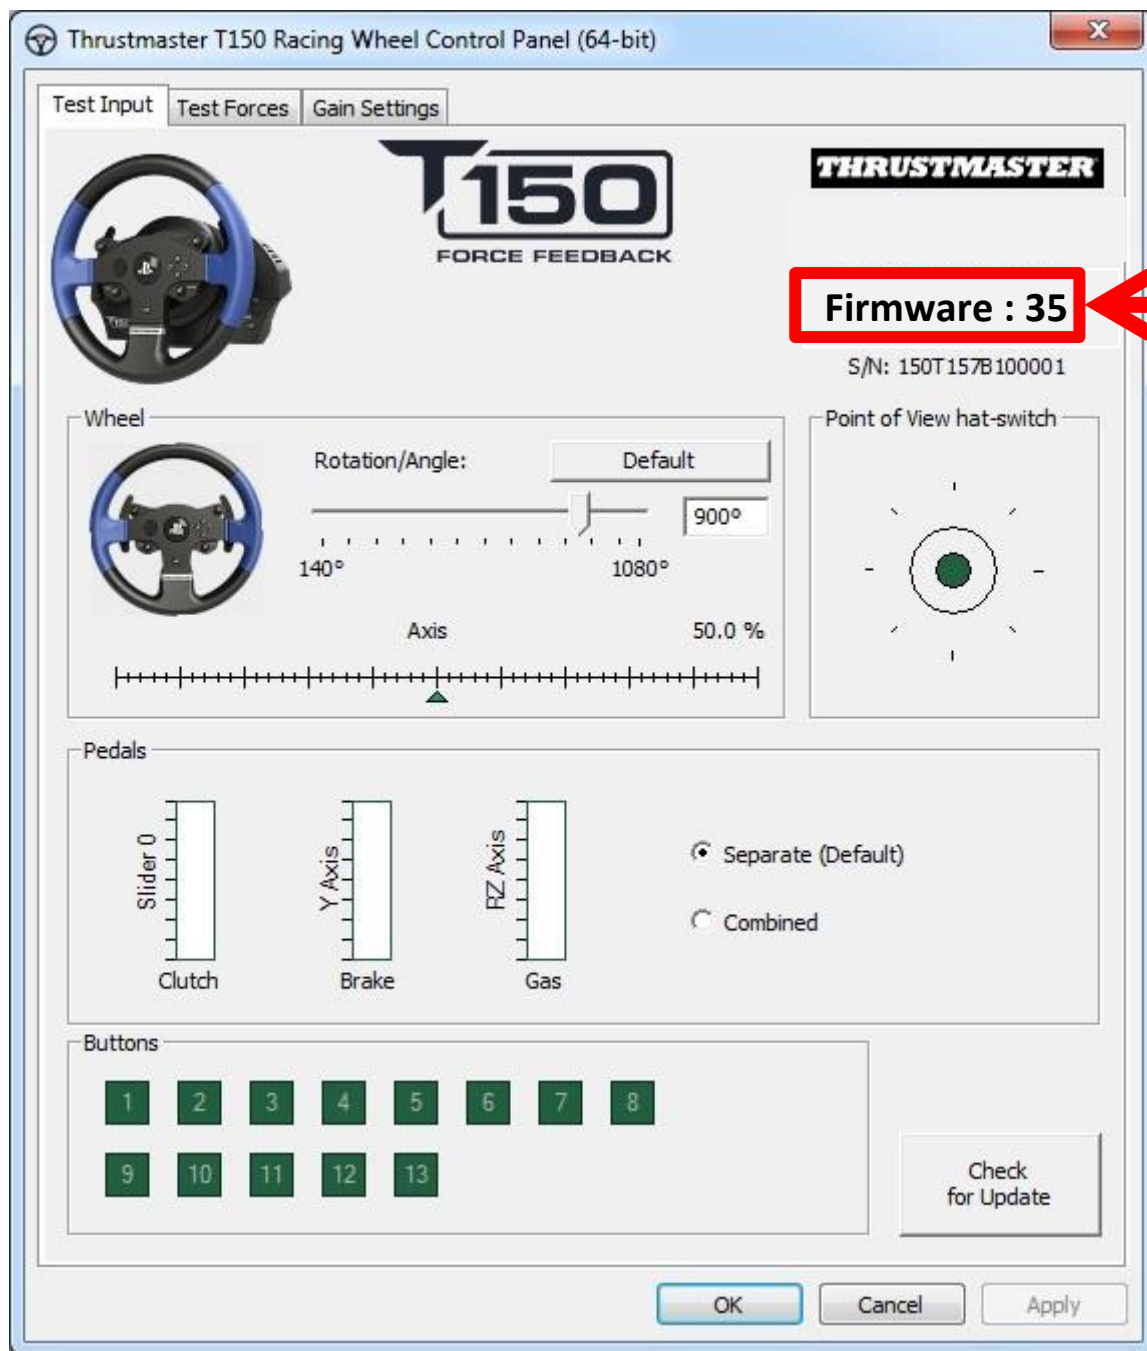 Thrustmaster T150 Racing Wheel Control Panel (64-bit)
Test Input Test Forces Gain Settings
T150
FORCE FEEDBACK
THRUSTMASTER
Firmware : 35
S/N: 150T157B100001
Wheel
Rotation/Angle: Default
900°
140° 1080°
Axis 50.0 %
Point of View hat-switch
Pedals
Slider 0
Clutch
Y Axis
Brake
RZ Axis
Gas
Separate (Default)
Combined
Buttons
1 2 3 4 5 6 7 8
9 10 11 12 13
Check
for Update
OK Cancel Apply